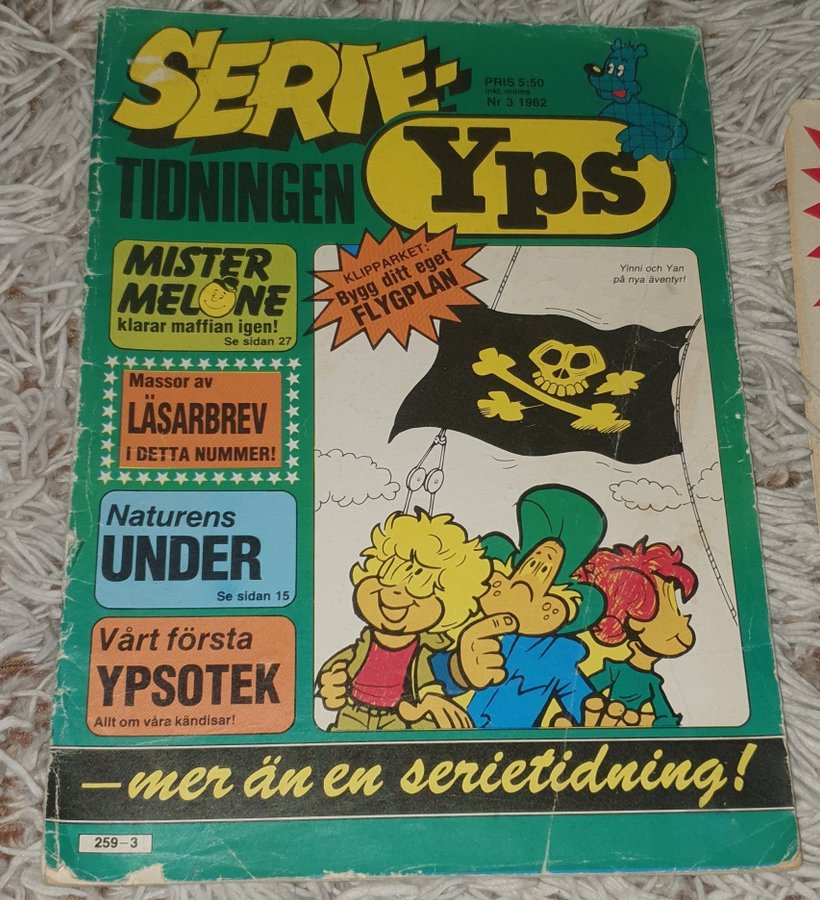 SERIE-
TIDNINGEN
Yps
PRIS 5:50
inkl. moms
Nr 3 1982
MISTER
MELONE
klarar maffian igen!
Se sidan 27
KLIPPARKET:
Bygg ditt eget
FLYGPLAN
Yinni och Yan
på nya äventyr!
Massor av
LÄSARBREV
I DETTA NUMMER!
Naturens
UNDER
Se sidan 15
Vårt första
YPSOTEK
Allt om våra kändisar!
—mer än en serietidning!
259-3